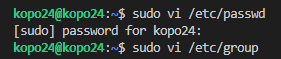 kopo24@kopo24:~$ sudo vi /etc/passwd
[sudo] password for kopo24:
kopo24@kopo24:~$ sudo vi /etc/group